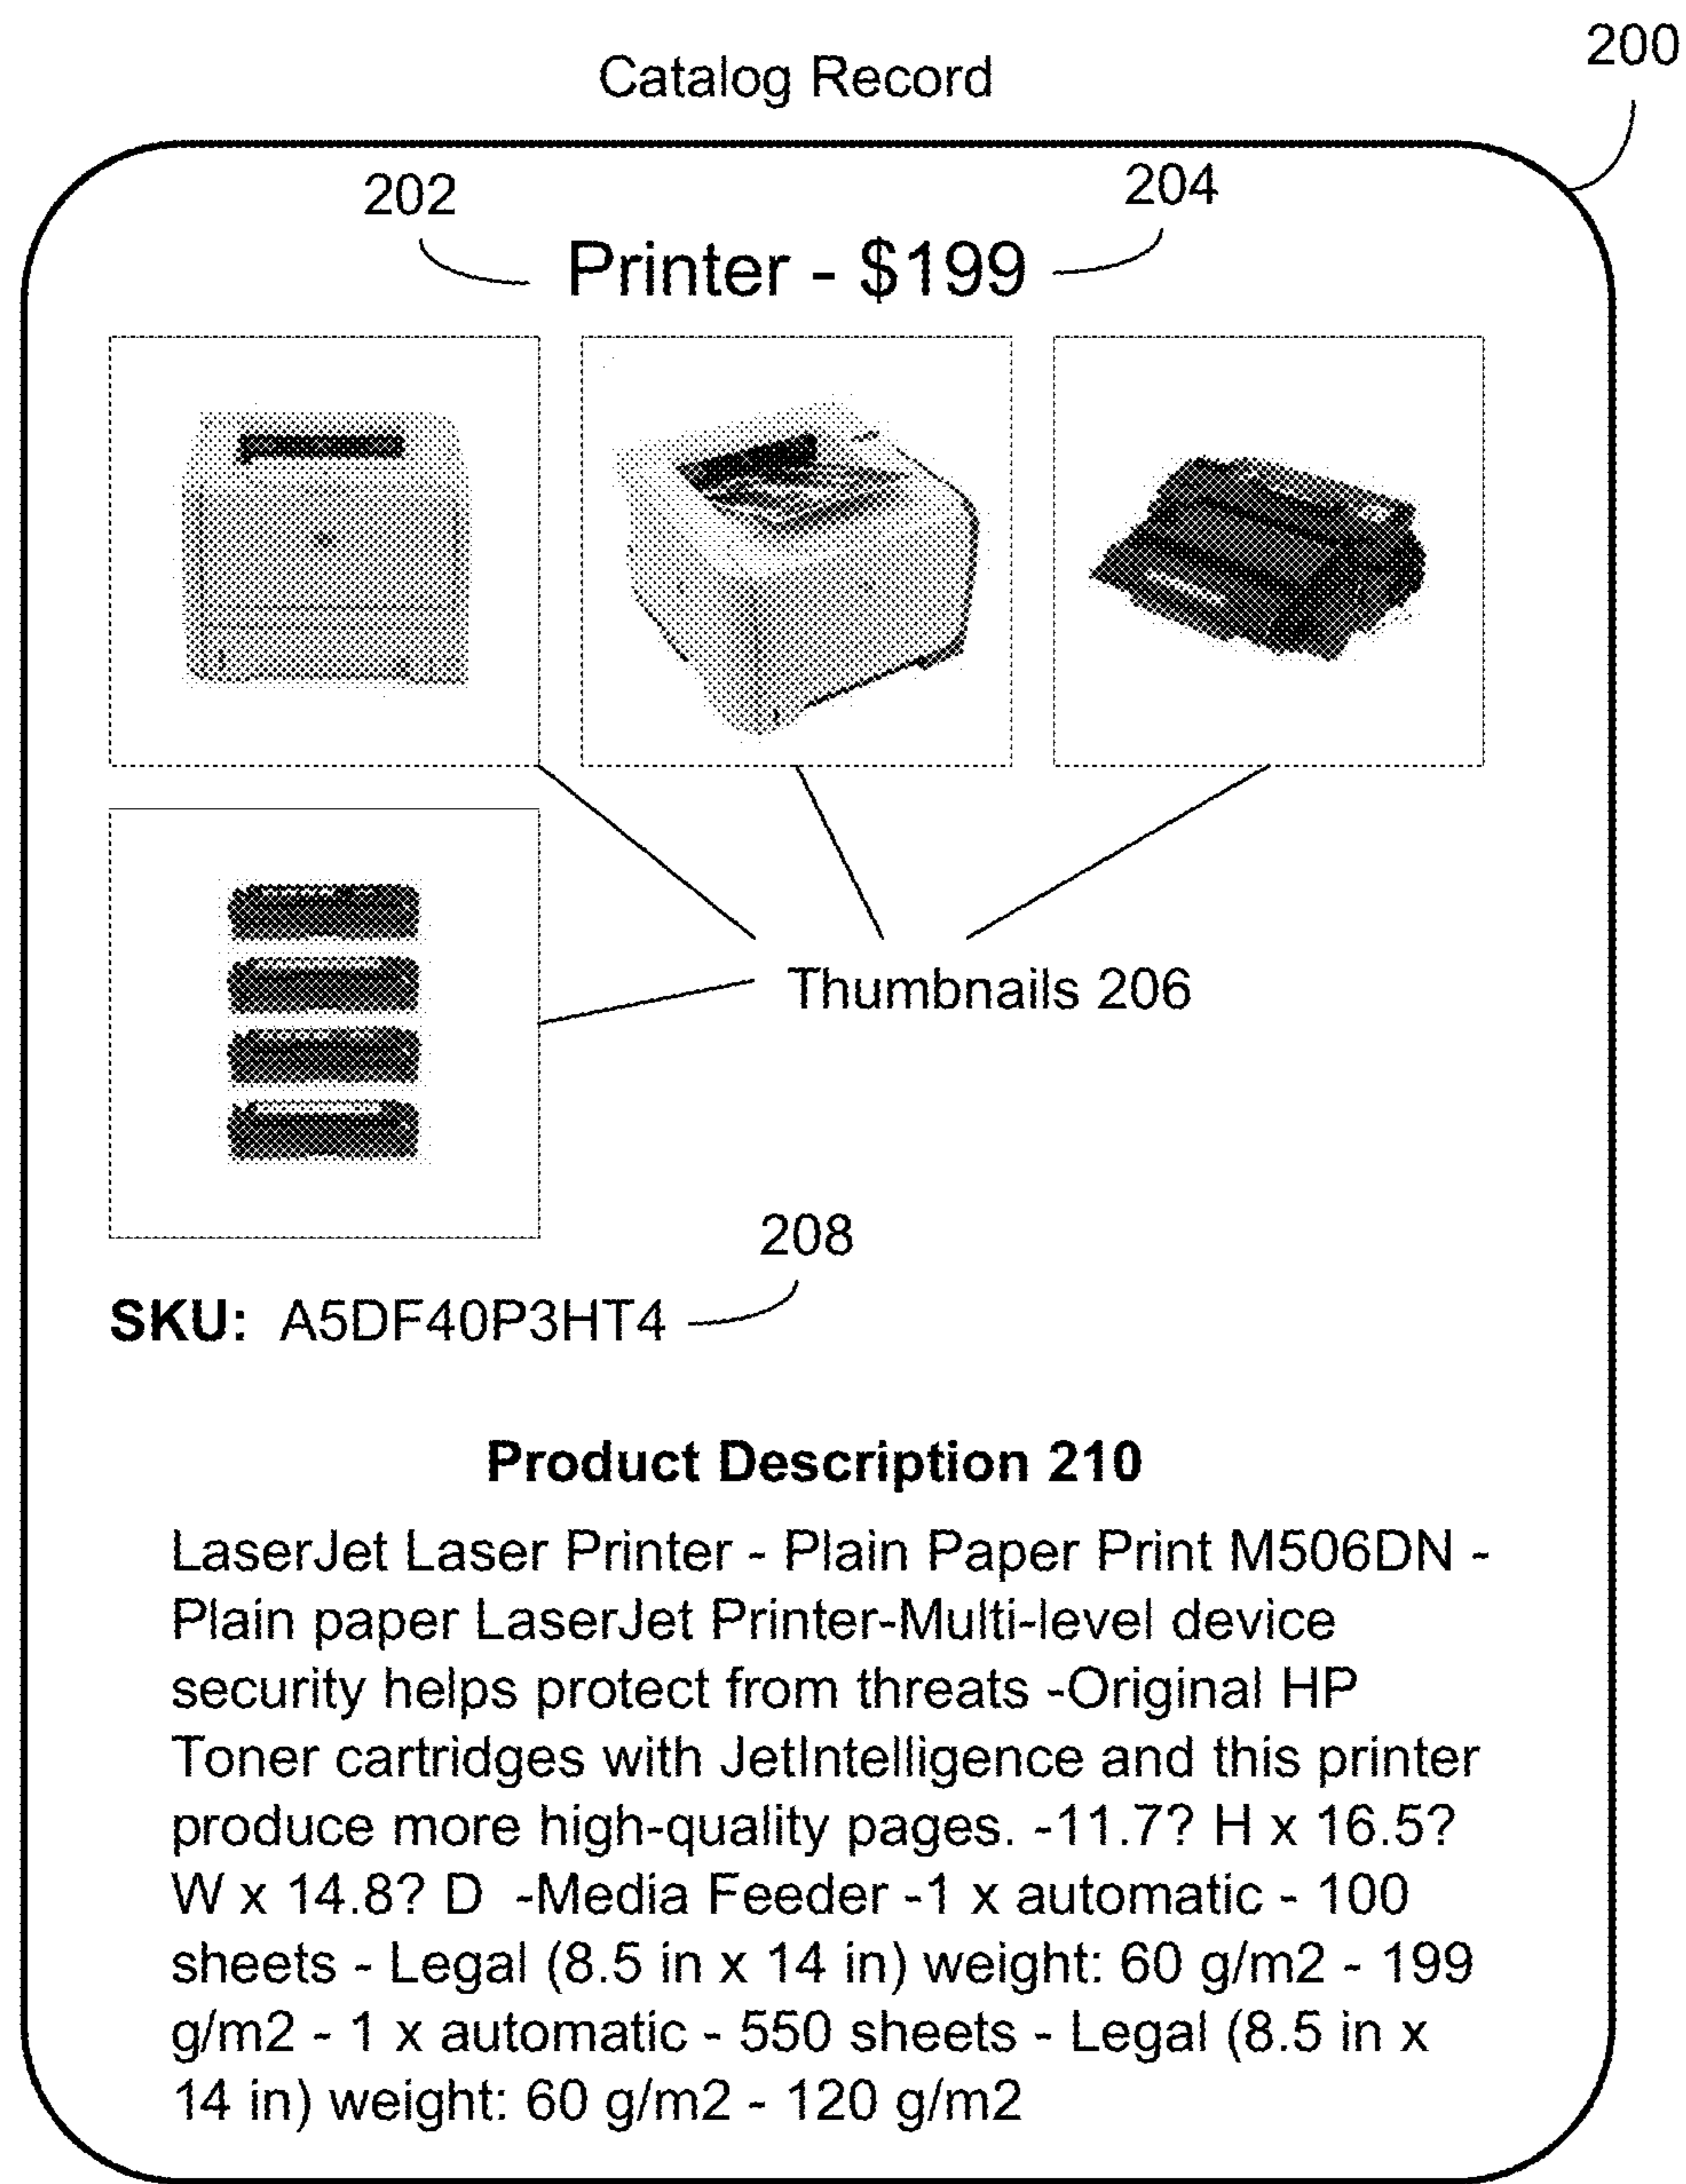 200
Catalog Record
202
204
Printer - $199
Thumbnails 206
208
SKU: A5DF40P3HT4
Product Description 210
LaserJet Laser Printer - Plain Paper Print M506DN -
Plain paper LaserJet Printer-Multi-level device
security helps protect from threats -Original HP
Toner cartridges with JetIntelligence and this printer
produce more high-quality pages. -11.7? H x 16.5?
W x 14.8? D -Media Feeder -1 x automatic - 100
sheets - Legal (8.5 in x 14 in) weight: 60 g/m2 - 199
g/m2 - 1 x automatic - 550 sheets - Legal (8.5 in x
14 in) weight: 60 g/m2 - 120 g/m2